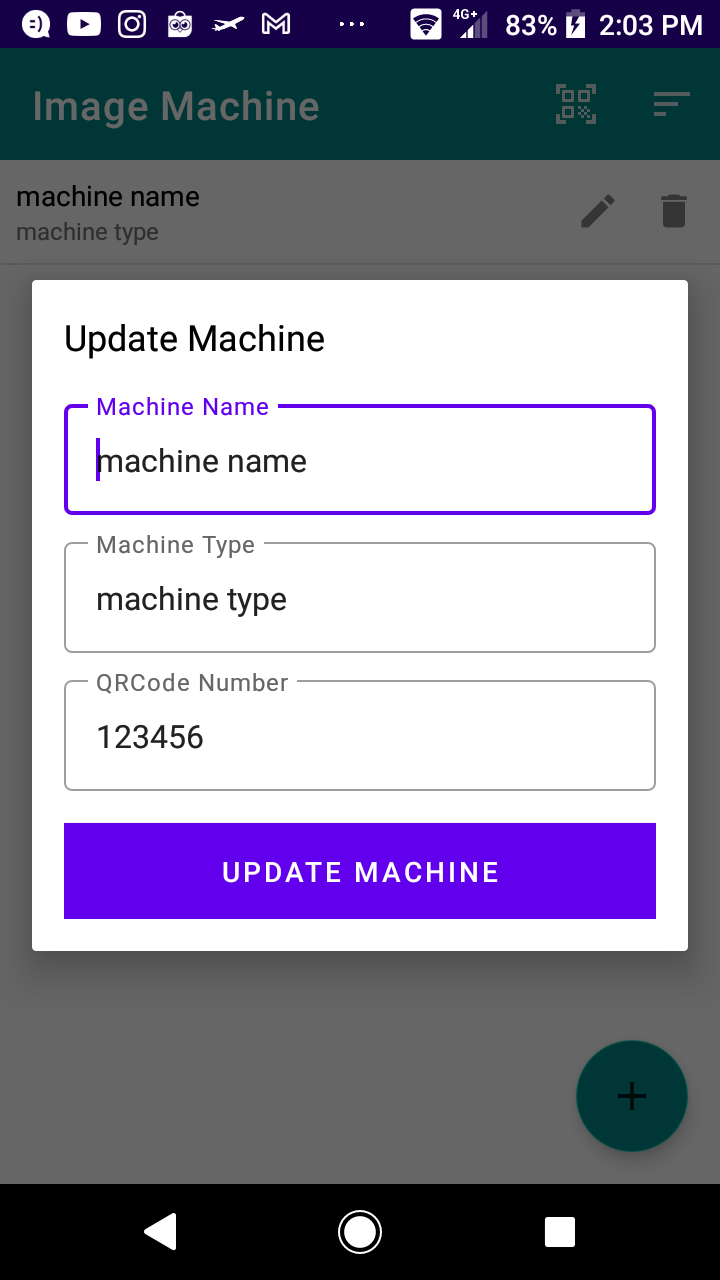 4G+ 83% 2:03 PM
Image Machine
machine name
machine type
Update Machine
Machine Name
machine name
Machine Type
machine type
QRCode Number
123456
UPDATE MACHINE